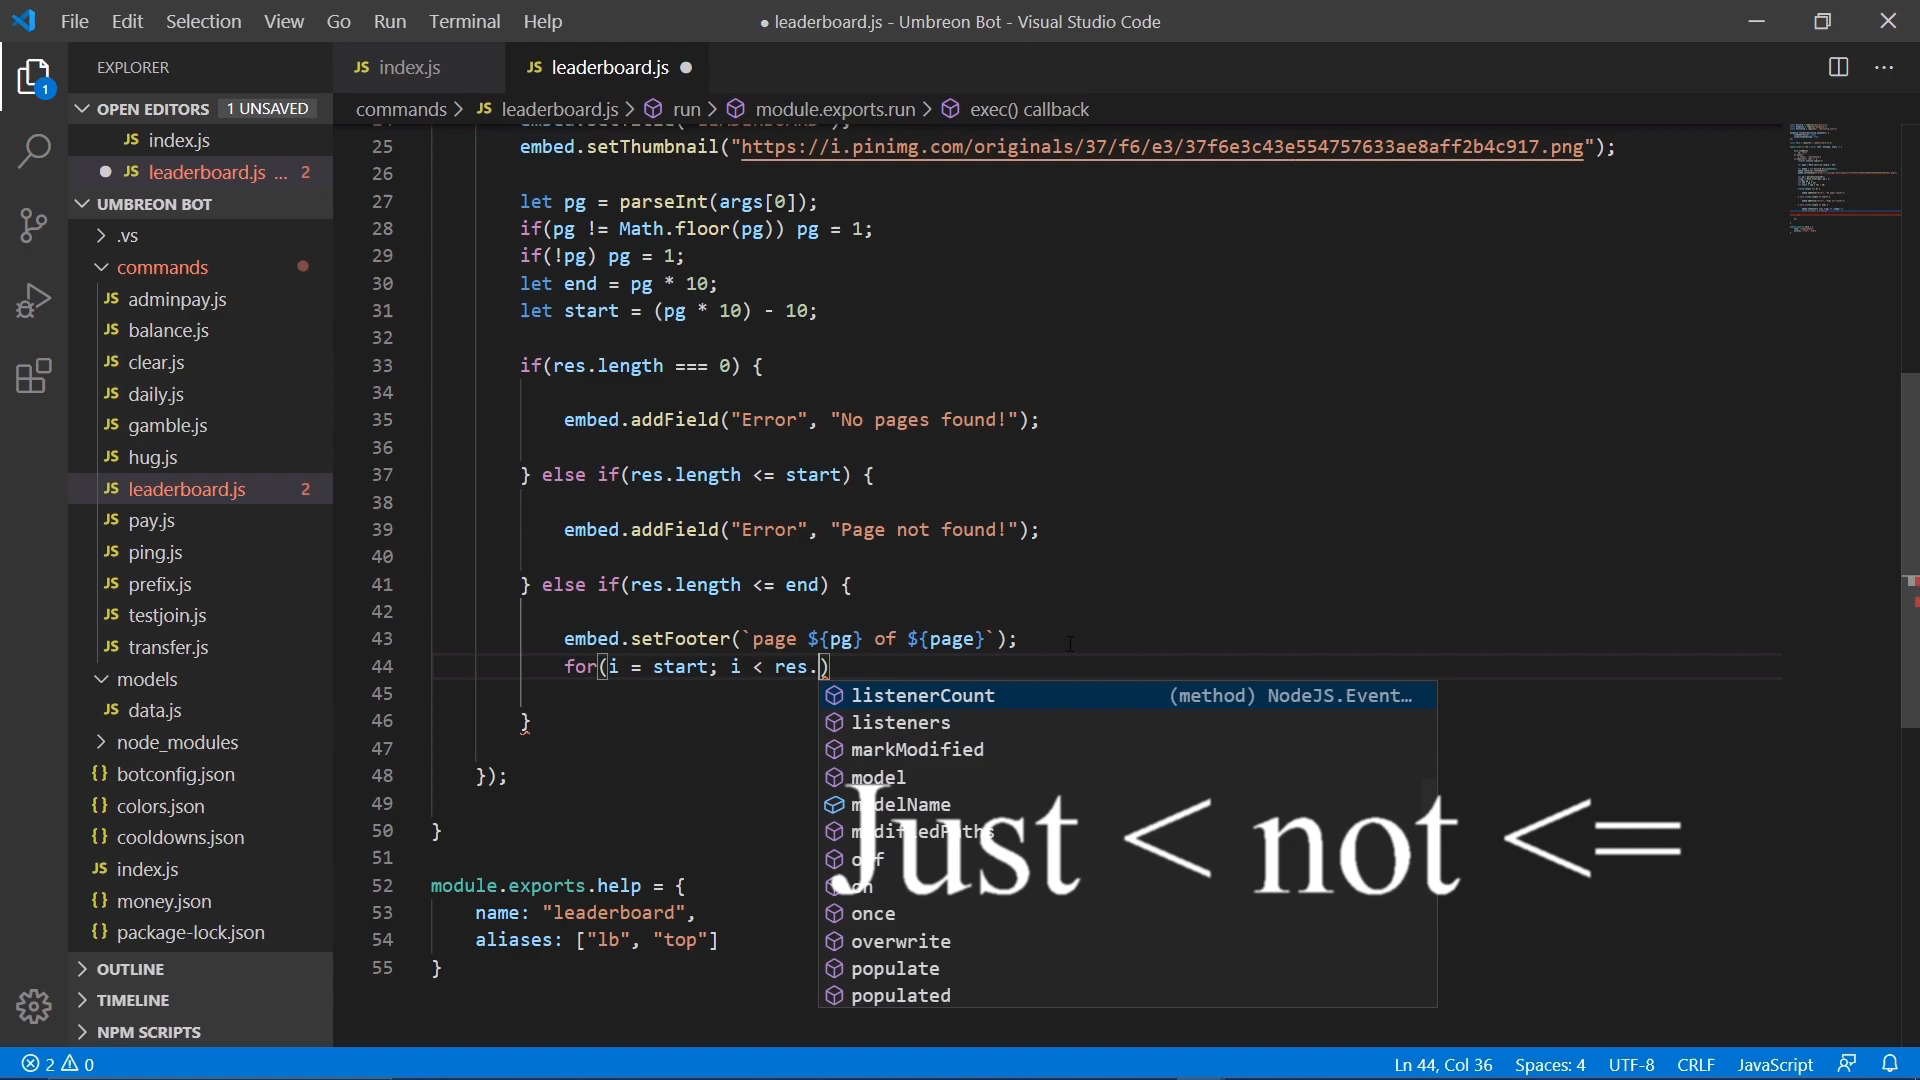 File Edit Selection View Go Run Terminal Help
● leaderboard.js - Umbreon Bot - Visual Studio Code
EXPLORER
OPEN EDITORS 1 UNSAVED
JS index.js
JS leaderboard.js ... 2
UMBREON BOT
.vs
commands
JS adminpay.js
JS balance.js
JS clear.js
JS daily.js
JS gamble.js
JS hug.js
JS leaderboard.js 2
JS pay.js
JS ping.js
JS prefix.js
JS testjoin.js
JS transfer.js
models
JS data.js
node_modules
{} botconfig.json
{} colors.json
{} cooldowns.json
JS index.js
{} money.json
{} package-lock.json
OUTLINE
TIMELINE
NPM SCRIPTS
1
JS index.js
JS leaderboard.js ●
commands > JS leaderboard.js > run > module.exports.run > exec() callback
25 embed.setThumbnail("https://i.pinimg.com/originals/37/f6/e3/37f6e3c43e554757633ae8aff2b4c917.png");
26
27 let pg = parseInt(args[0]);
28 if(pg != Math.floor(pg)) pg = 1;
29 if(!pg) pg = 1;
30 let end = pg * 10;
31 let start = (pg * 10) - 10;
32
33 if(res.length === 0) {
34
35 embed.addField("Error", "No pages found!");
36
37 } else if(res.length <= start) {
38
39 embed.addField("Error", "Page not found!");
40
41 } else if(res.length <= end) {
42
43 embed.setFooter(`page ${pg} of ${page}`);
44 for(i = start; i < res.)
45
46 }
47
48 });
49
50 }
51
52 module.exports.help = {
53 name: "leaderboard",
54 aliases: ["lb", "top"]
55 }
listenerCount (method) NodeJS.Event…
listeners
markModified
model
modelName
modifiedPaths
off
on
once
overwrite
populate
populated
Just < not <=
2 0
Ln 44, Col 36 Spaces: 4 UTF-8 CRLF JavaScript